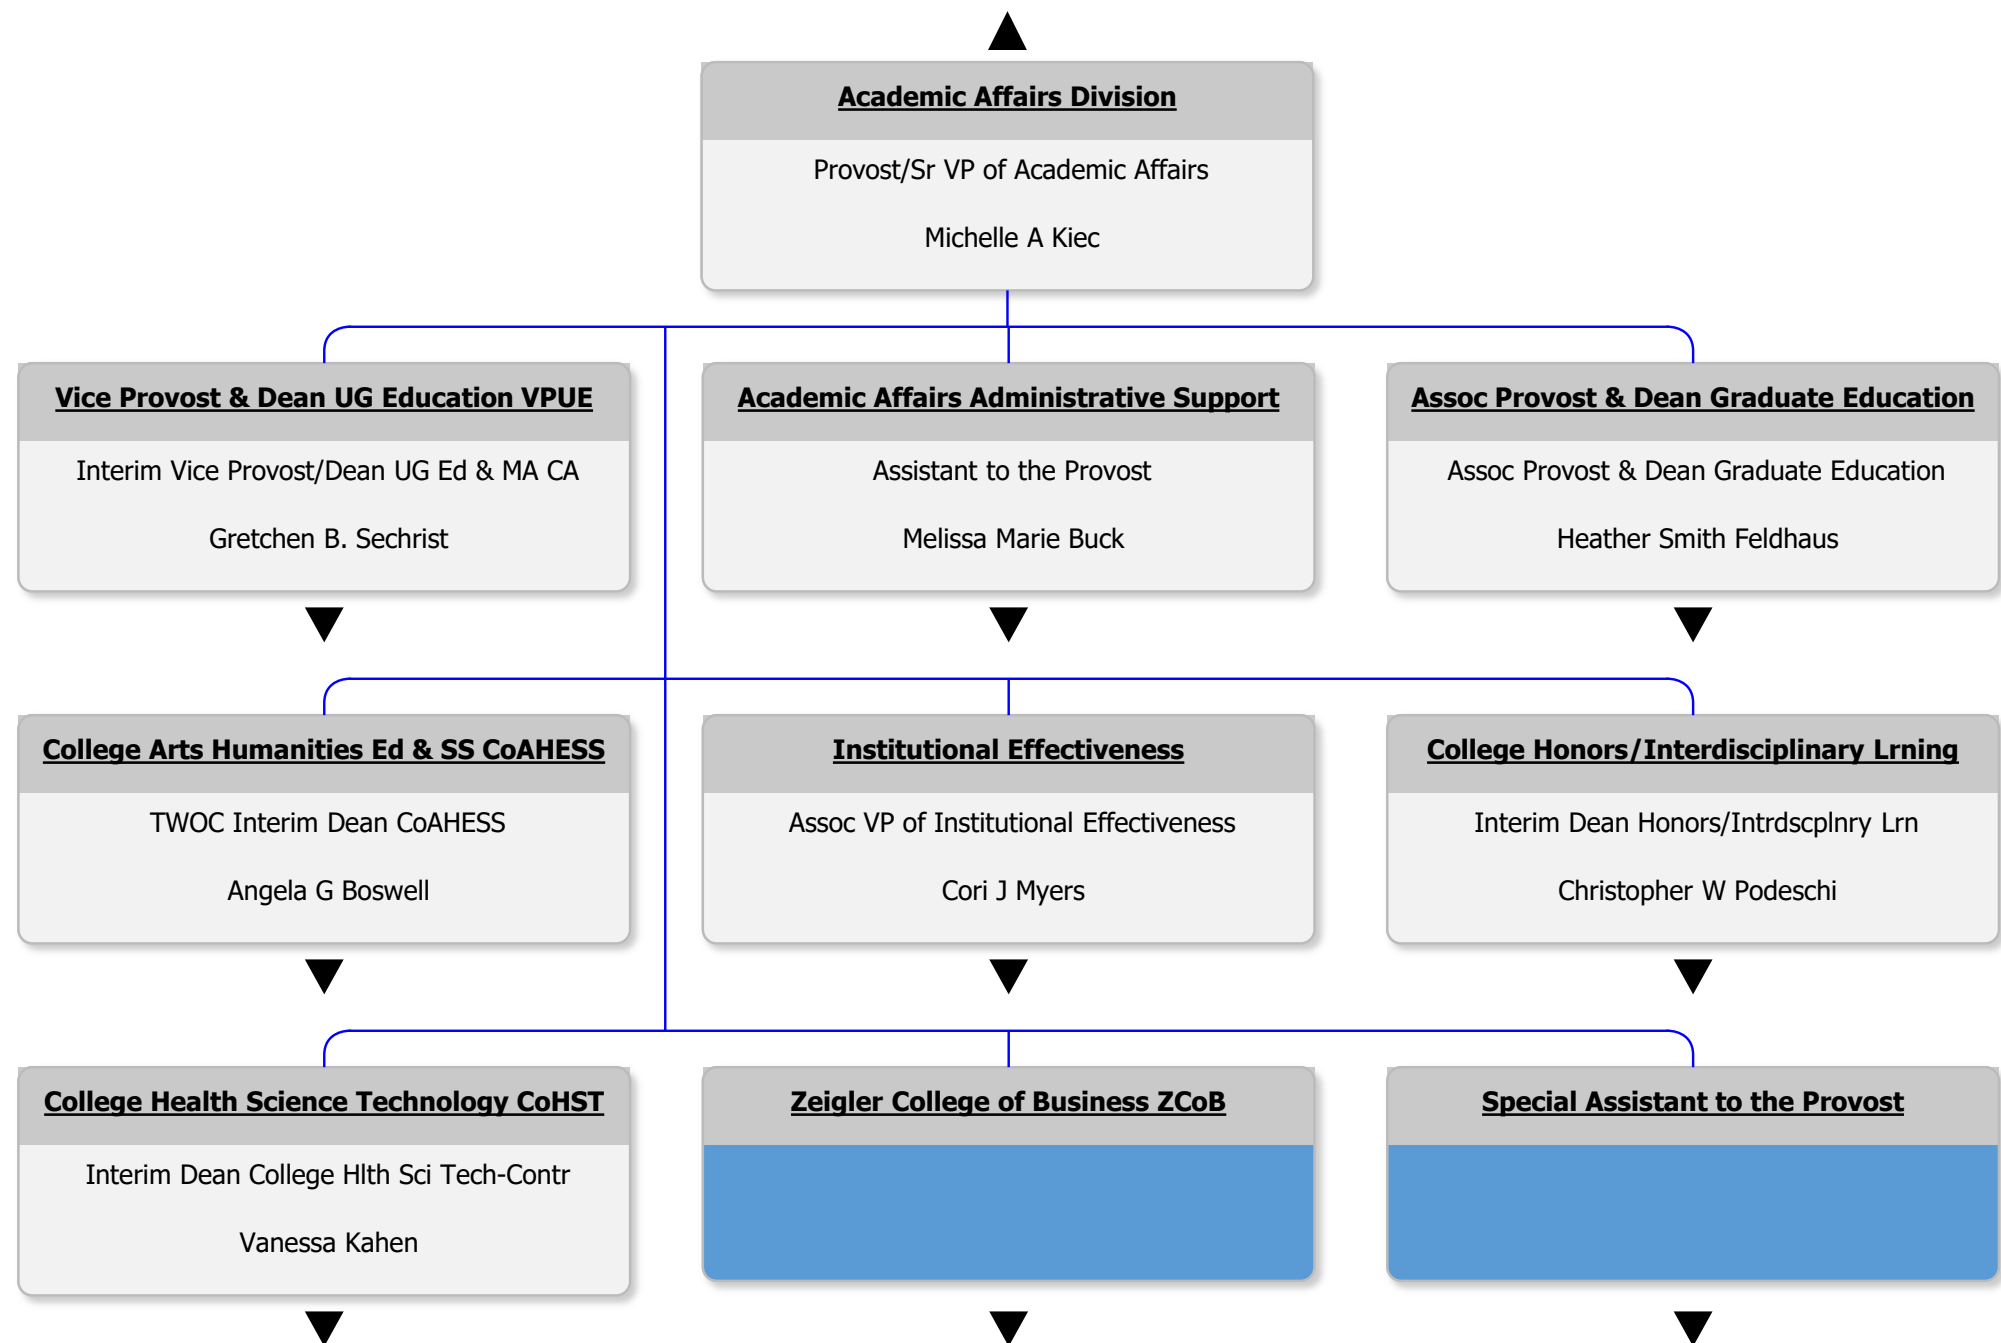 Academic Affairs Division
Provost/Sr VP of Academic Affairs
Michelle A Kiec
Vice Provost & Dean UG Education VPUE
Interim Vice Provost/Dean UG Ed & MA CA
Gretchen B. Sechrist
Academic Affairs Administrative Support
Assistant to the Provost
Melissa Marie Buck
Assoc Provost & Dean Graduate Education
Assoc Provost & Dean Graduate Education
Heather Smith Feldhaus
College Arts Humanities Ed & SS CoAHESS
TWOC Interim Dean CoAHESS
Angela G Boswell
Institutional Effectiveness
Assoc VP of Institutional Effectiveness
Cori J Myers
College Honors/Interdisciplinary Lrning
Interim Dean Honors/Intrdscplnry Lrn
Christopher W Podeschi
College Health Science Technology CoHST
Interim Dean College Hlth Sci Tech-Contr
Vanessa Kahen
Zeigler College of Business ZCoB
Special Assistant to the Provost